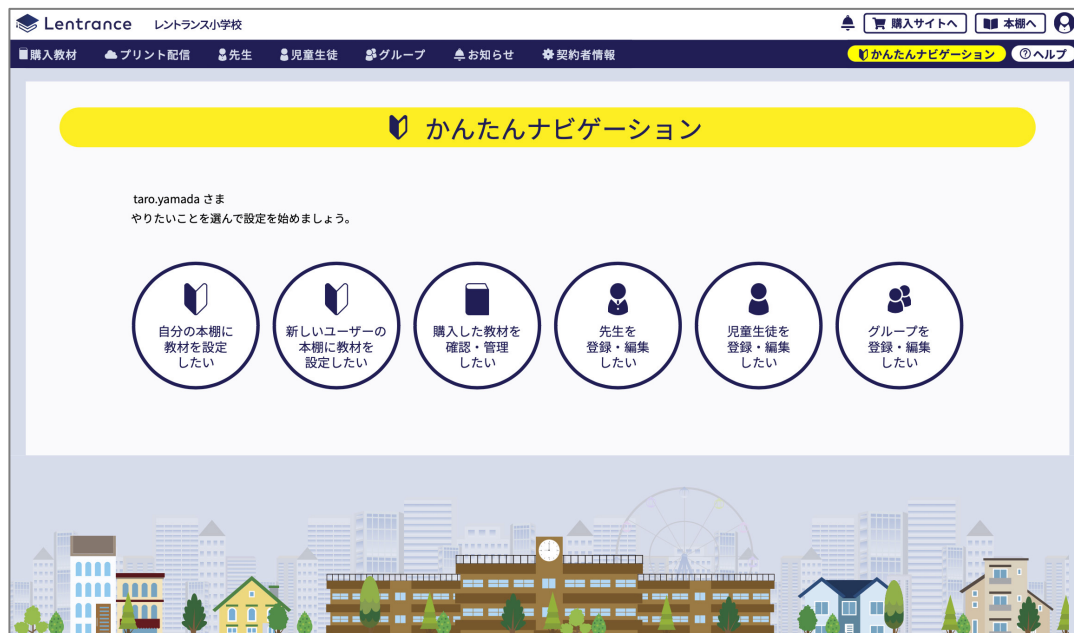 Lentrance レントランス小学校
購入サイトへ 本棚へ
購入教材 プリント配信 先生 児童生徒 グループ お知らせ 契約者情報 かんたんナビゲーション ヘルプ
かんたんナビゲーション
taro.yamada さま
やりたいことを選んで設定を始めましょう。
自分の本棚に
教材を設定
したい
新しいユーザーの
本棚に教材を
設定したい
購入した教材を
確認・管理
したい
先生を
登録・編集
したい
児童生徒を
登録・編集
したい
グループを
登録・編集
したい